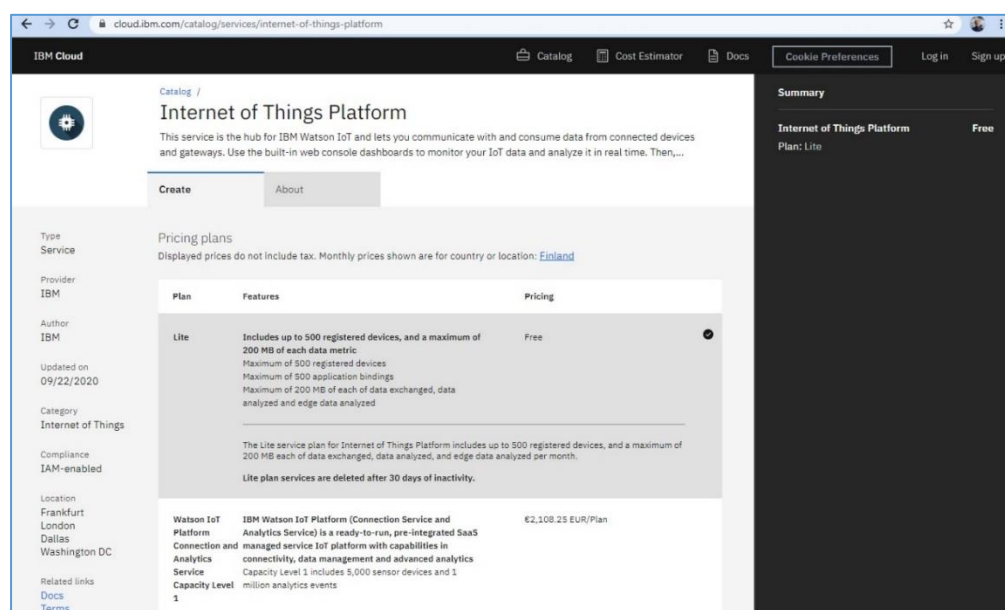 cloud.ibm.com/catalog/services/internet-of-things-platform
IBM Cloud
Catalog
Cost Estimator
Docs
Cookie Preferences
Log in
Sign up
Catalog /
Internet of Things Platform
This service is the hub for IBM Watson IoT and lets you communicate with and consume data from connected devices
and gateways. Use the built-in web console dashboards to monitor your IoT data and analyze it in real time. Then,...
Create
About
Type
Service
Provider
IBM
Author
IBM
Updated on
09/22/2020
Category
Internet of Things
Compliance
IAM-enabled
Location
Frankfurt
London
Dallas
Washington DC
Related links
Docs
Terms
Pricing plans
Displayed prices do not include tax. Monthly prices shown are for country or location: Finland
Plan
Features
Pricing
Lite
Includes up to 500 registered devices, and a maximum of
200 MB of each data metric
Maximum of 500 registered devices
Maximum of 500 application bindings
Maximum of 200 MB of each of data exchanged, data
analyzed and edge data analyzed
Free
The Lite service plan for Internet of Things Platform includes up to 500 registered devices, and a maximum of
200 MB each of data exchanged, data analyzed, and edge data analyzed per month.
Lite plan services are deleted after 30 days of inactivity.
Watson IoT
Platform
Connection and
Analytics
Service
Capacity Level
1
IBM Watson IoT Platform (Connection Service and
Analytics Service) is a ready-to-run, pre-integrated SaaS
managed service IoT platform with capabilities in
connectivity, data management and advanced analytics
Capacity Level 1 includes 5,000 sensor devices and 1
million analytics events
€2,108.25 EUR/Plan
Summary
Internet of Things Platform
Free
Plan: Lite